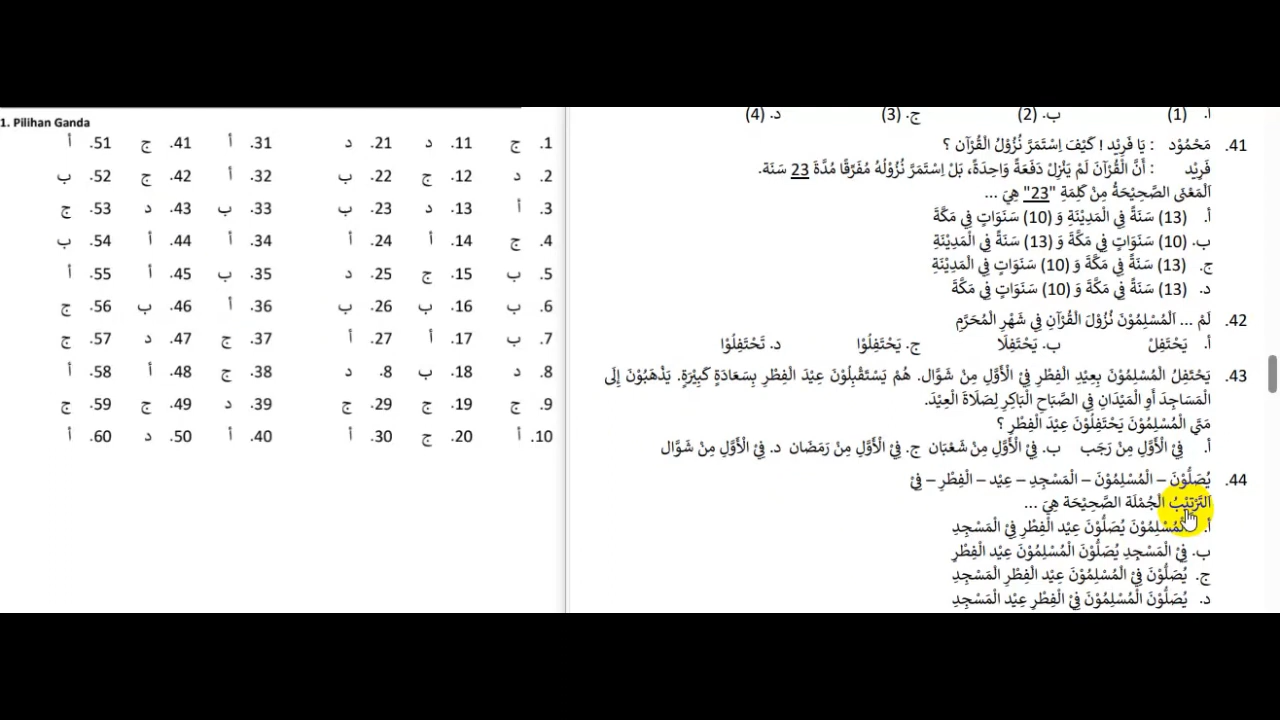 1. Pilihan Ganda
1. ج 11. د 21. د 31. أ 41. ج 51. أ
2. د 12. ج 22. ب 32. أ 42. ج 52. ب
3. أ 13. د 23. ب 33. ب 43. د 53. ج
4. ج 14. أ 24. أ 34. أ 44. أ 54. ب
5. ب 15. ج 25. د 35. ب 45. أ 55. أ
6. ب 16. ب 26. ب 36. أ 46. ب 56. ج
7. ب 17. أ 27. أ 37. ج 47. د 57. ج
8. د 18. ب 8. د 38. ج 48. أ 58. أ
9. ج 19. ج 29. ج 39. د 49. ج 59. ج
10. أ 20. ج 30. أ 40. أ 50. د 60. أ
أ. (1) ب. (2) ج. (3) د. (4)
41. مَحْمُوْد : يَا فَرِيْد ! كَيْفَ اِسْتَمَرَّ نُزُوْلُ الْقُرْآن ؟
فَرِيْد : أَنَّ الْقُرْآنَ لَمْ يَنْزِلْ دَفَعَةً وَاحِدَةً، بَلْ اِسْتَمَرَّ نُزُوْلُهُ مُفَرَّقًا مُدَّةَ 23 سَنَة.
اَلْمَعْنَى الصَّحِيْحَةُ مِنْ كَلِمَةِ "23" هِيَ ...
أ. (13) سَنَةً فِي الْمَدِيْنَةِ وَ (10) سَنَوَاتٍ فِي مَكَّةَ
ب. (10) سَنَوَاتٍ فِي مَكَّةَ وَ (13) سَنَةً فِي الْمَدِيْنَةِ
ج. (13) سَنَةً فِي مَكَّةَ وَ (10) سَنَوَاتٍ فِي الْمَدِيْنَةِ
د. (13) سَنَةً فِي مَكَّةَ وَ (10) سَنَوَاتٍ فِي مَكَّةَ
42. لَمْ ... اَلْمُسْلِمُوْنَ نُزُوْلَ الْقُرْآنِ فِي شَهْرِ الْمُحَرَّمِ
أ. يَحْتَفِلْ ب. يَحْتَفِلَا ج. يَحْتَفِلُوْا د. تَحْتَفِلُوْا
43. يَحْتَفِلُ الْمُسْلِمُوْنَ بِعِيْدِ الْفِطْرِ فِيْ الْأَوَّلِ مِنْ شَوَّال. هُمْ يَسْتَقْبِلُوْنَ عِيْدَ الْفِطْرِ بِسَعَادَةٍ كَبِيْرَةٍ. يَذْهَبُوْنَ إِلَى
الْمَسَاجِدَ أَوِ الْمَيْدَانِ فِي الصَّبَاحِ الْبَاكِرِ لِصَلَاةِ الْعِيْدَ.
مَتَى الْمُسْلِمُوْنَ يَحْتَفِلُوْنَ عِيْدَ الْفِطْرِ ؟
أ. فِيْ الْأَوَّلِ مِنْ رَجَب ب. فِيْ الْأَوَّلِ مِنْ شَعْبَان ج. فِيْ الْأَوَّلِ مِنْ رَمَضَان د. فِيْ الْأَوَّلِ مِنْ شَوَّال
44. يُصَلُّوْنَ – الْمُسْلِمُوْنَ – الْمَسْجِدِ – عِيْد – الْفِطْرِ – فِيْ
اَلتَّرْتِيْبُ الْجُمْلَة الصَّحِيْحَة هِيَ ...
أ. الْمُسْلِمُوْنَ يُصَلُّوْنَ عِيْد الْفِطْرِ فِيْ الْمَسْجِدِ
ب. فِيْ الْمَسْجِدِ يُصَلُّوْنَ الْمُسْلِمُوْنَ عِيْد الْفِطْرِ
ج. يُصَلُّوْنَ فِيْ الْمُسْلِمُوْنَ عِيْد الْفِطْرِ الْمَسْجِدِ
د. يُصَلُّوْنَ الْمُسْلِمُوْنَ فِيْ الْفِطْرِ عِيْد الْمَسْجِدِ